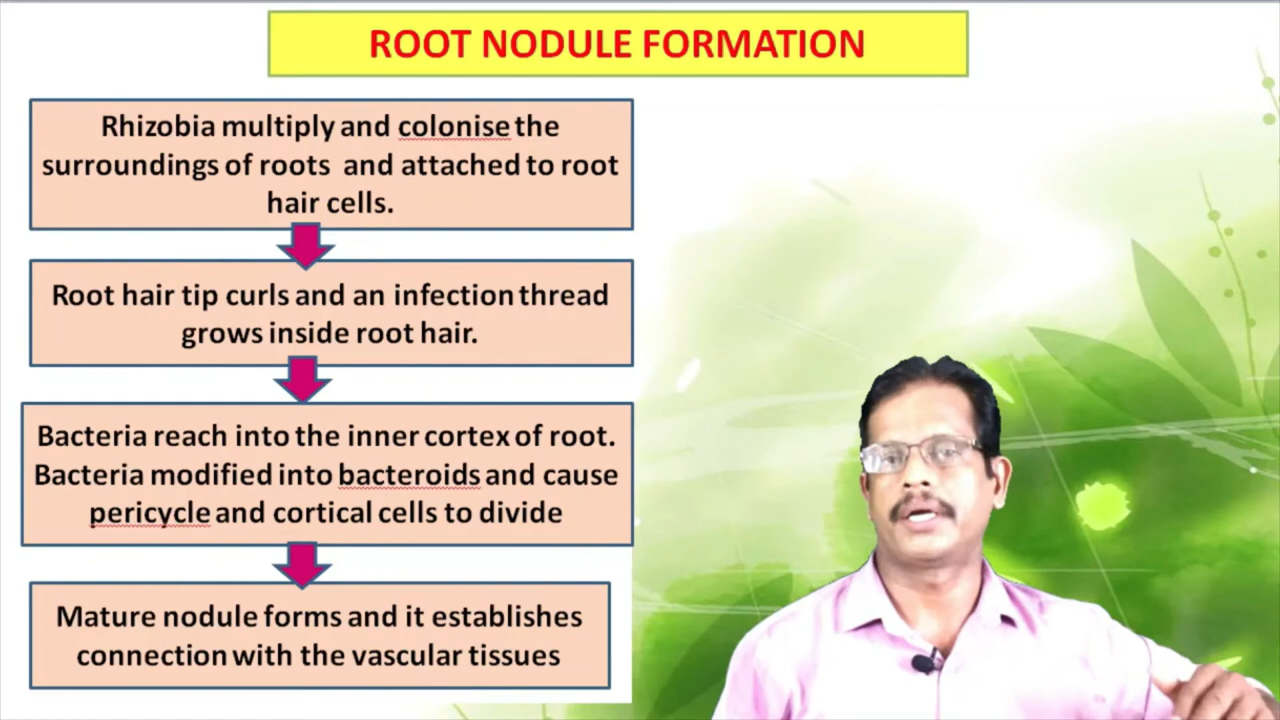 ROOT NODULE FORMATION
Rhizobia multiply and colonise the
surroundings of roots and attached to root
hair cells.
Root hair tip curls and an infection thread
grows inside root hair.
Bacteria reach into the inner cortex of root.
Bacteria modified into bacteroids and cause
pericycle and cortical cells to divide
Mature nodule forms and it establishes
connection with the vascular tissues